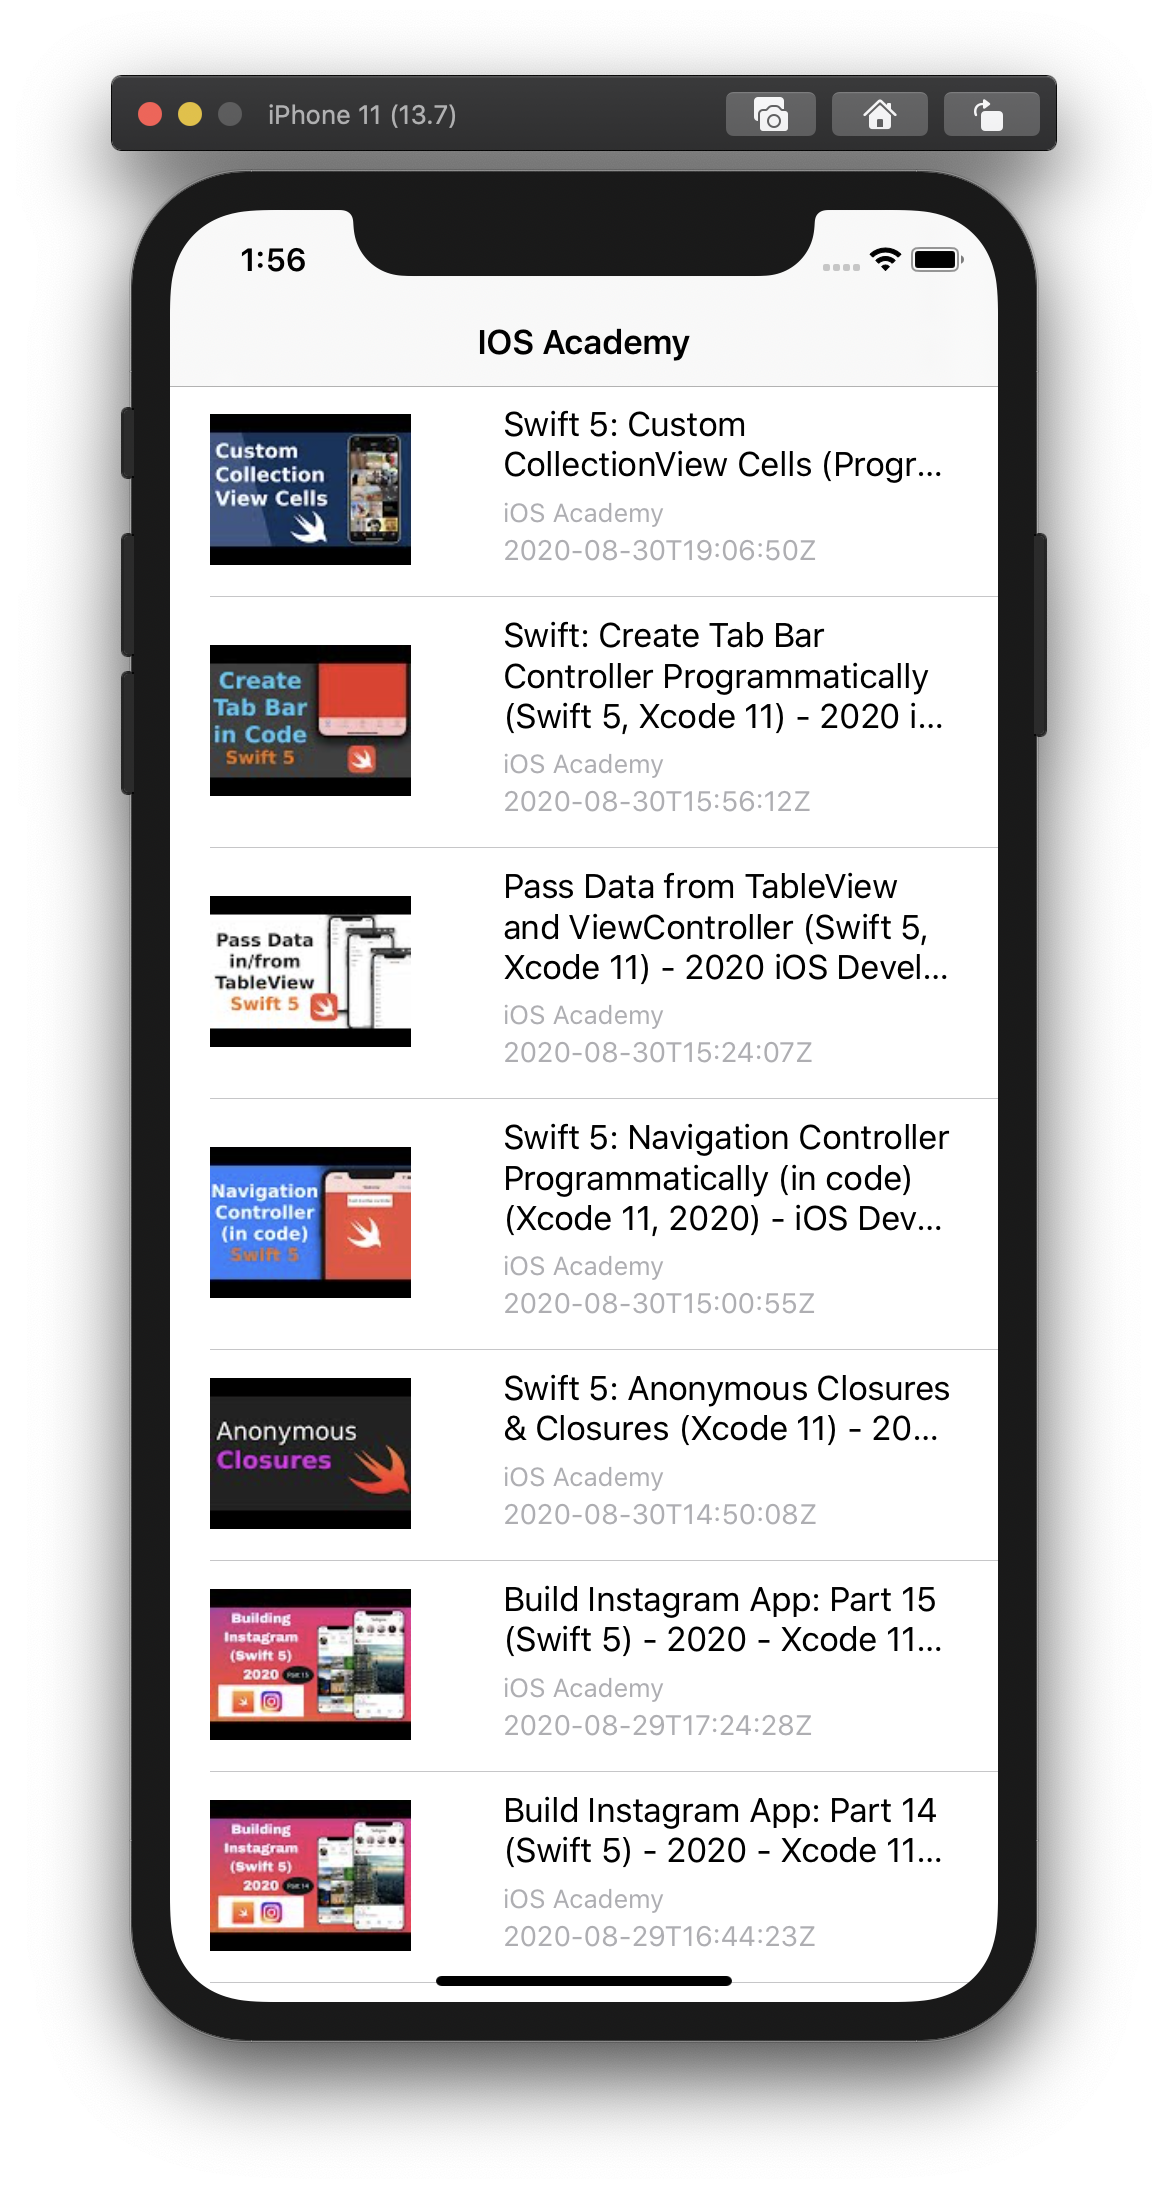 iPhone 11 (13.7)
1:56
IOS Academy
Custom
Collection
View Cells
Swift 5: Custom
CollectionView Cells (Progr...
iOS Academy
2020-08-30T19:06:50Z
Create
Tab Bar
in Code
Swift 5
Swift: Create Tab Bar
Controller Programmatically
(Swift 5, Xcode 11) - 2020 i...
iOS Academy
2020-08-30T15:56:12Z
Pass Data
in/from
TableView
Swift 5
Pass Data from TableView
and ViewController (Swift 5,
Xcode 11) - 2020 iOS Devel...
iOS Academy
2020-08-30T15:24:07Z
Navigation
Controller
(in code)
Swift 5
Swift 5: Navigation Controller
Programmatically (in code)
(Xcode 11, 2020) - iOS Dev...
iOS Academy
2020-08-30T15:00:55Z
Anonymous
Closures
Swift 5: Anonymous Closures
& Closures (Xcode 11) - 20...
iOS Academy
2020-08-30T14:50:08Z
Building
Instagram
(Swift 5)
2020 Part 15
Build Instagram App: Part 15
(Swift 5) - 2020 - Xcode 11...
iOS Academy
2020-08-29T17:24:28Z
Building
Instagram
(Swift 5)
2020 Part 14
Build Instagram App: Part 14
(Swift 5) - 2020 - Xcode 11...
iOS Academy
2020-08-29T16:44:23Z